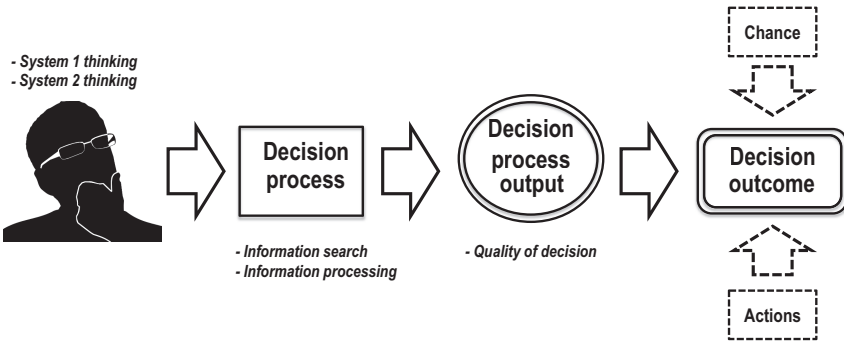 - System 1 thinking
- System 2 thinking
Decision
process
- Information search
- Information processing
Decision
process
output
- Quality of decision
Chance
Decision
outcome
Actions